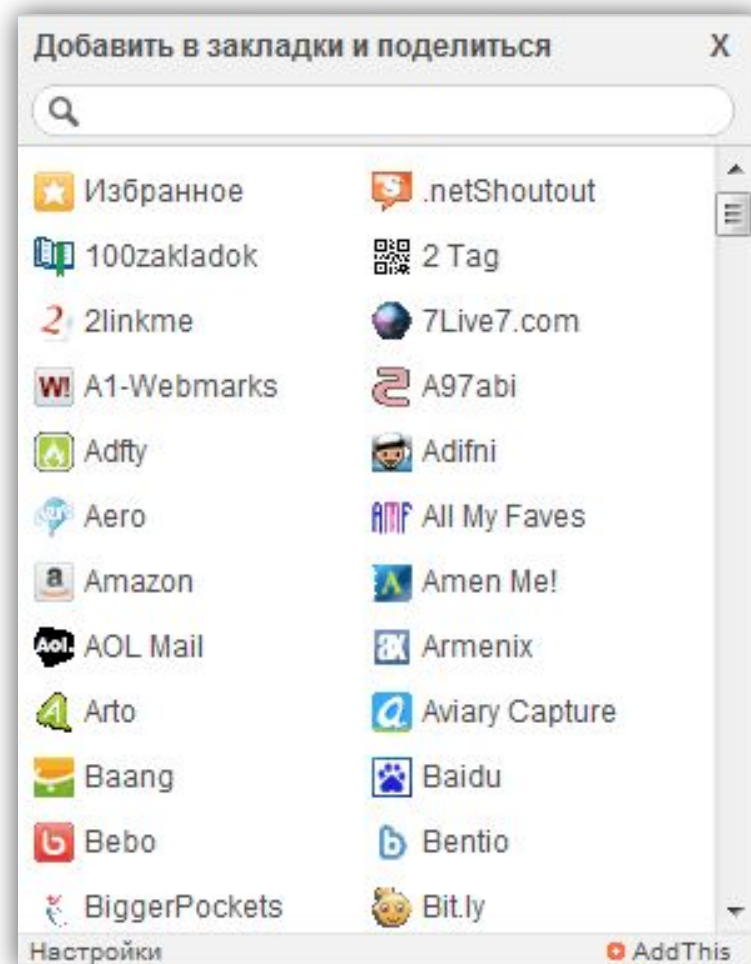 Добавить в закладки и поделиться X
Избранное .netShoutout
100zakladok 2 Tag
2linkme 7Live7.com
A1-Webmarks A97abi
Adfty Adifni
Aero All My Faves
Amazon Amen Me!
AOL Mail Armenix
Arto Aviary Capture
Baang Baidu
Bebo Bentio
BiggerPockets Bit.ly
Настройки AddThis